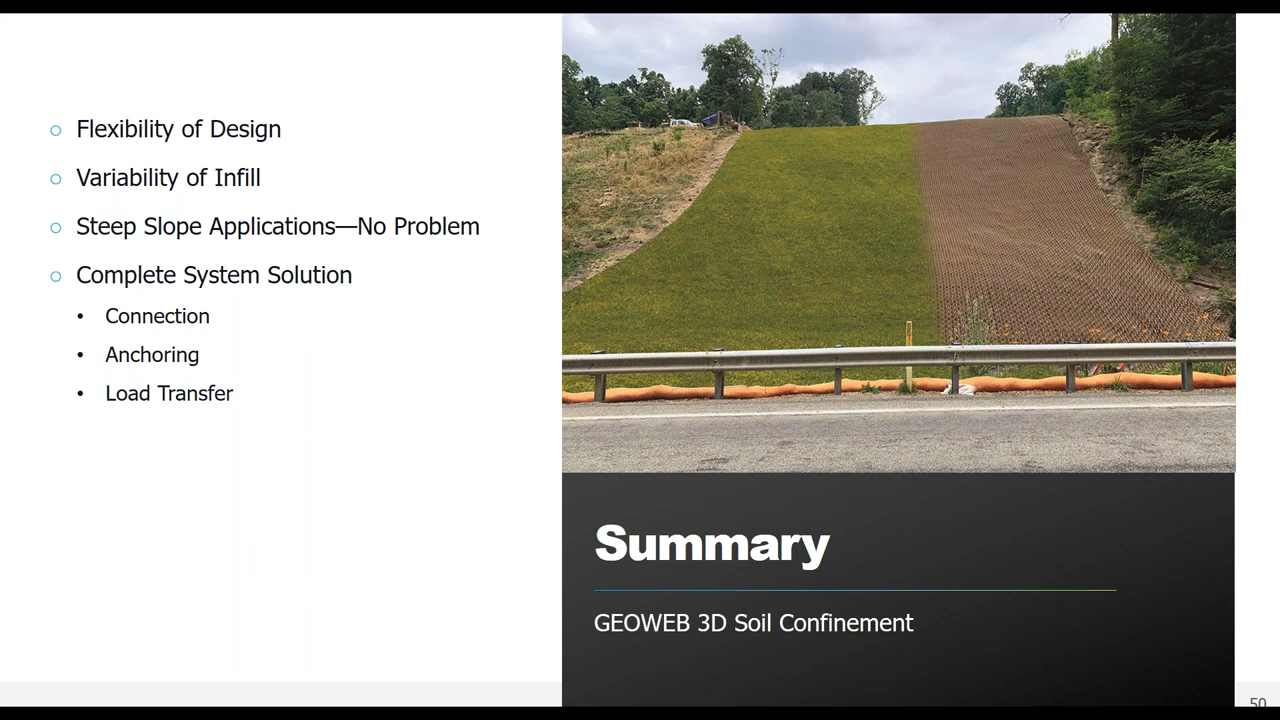 Flexibility of Design
Variability of Infill
Steep Slope Applications—No Problem
Complete System Solution
Connection
Anchoring
Load Transfer
Summary
GEOWEB 3D Soil Confinement
50